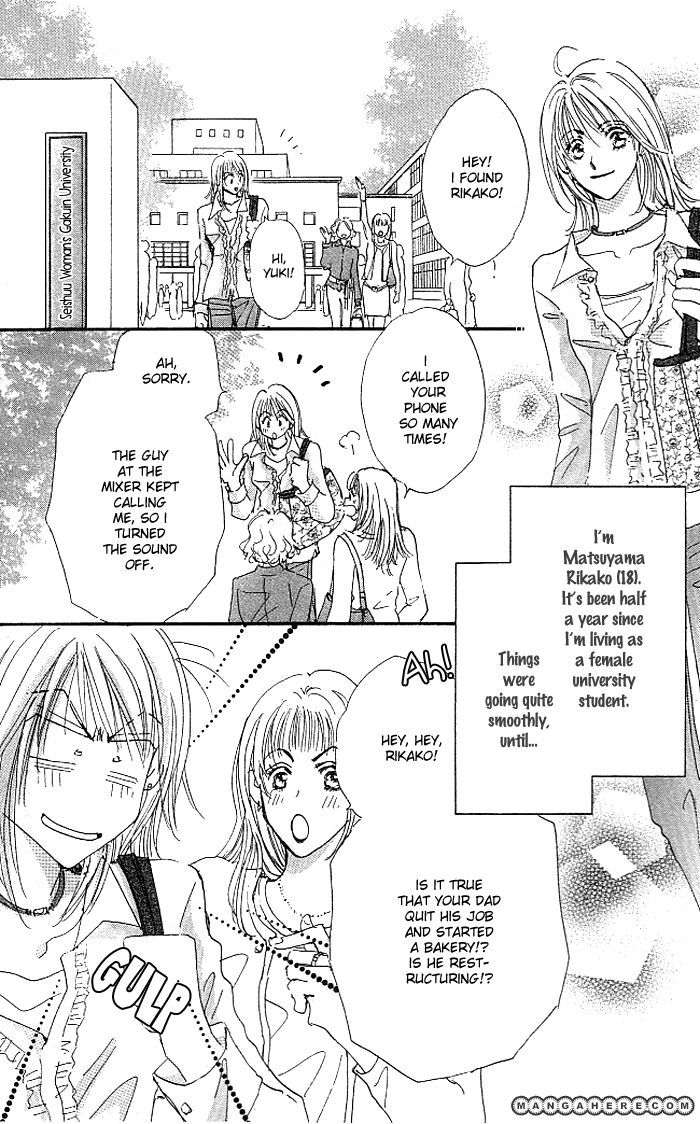 HEY!
I FOUND
RIKAKO!
HI,
YUKI!
Seishuu Woman's Gakuin University
I
CALLED
YOUR
PHONE
SO MANY
TIMES!
AH,
SORRY.
THE GUY
AT THE
MIXER KEPT
CALLING
ME, SO I
TURNED
THE SOUND
OFF.
I'm
Matsuyama
Rikako (18).
It's been half
a year since
I'm living as
a female
university
student.
Things
were
going quite
smoothly,
until...
Ah!
HEY, HEY,
RIKAKO!
IS IT TRUE
THAT YOUR DAD
QUIT HIS JOB
AND STARTED
A BAKERY!?
IS HE REST-
RUCTURING!?
GULP
MANGAHERE.COM